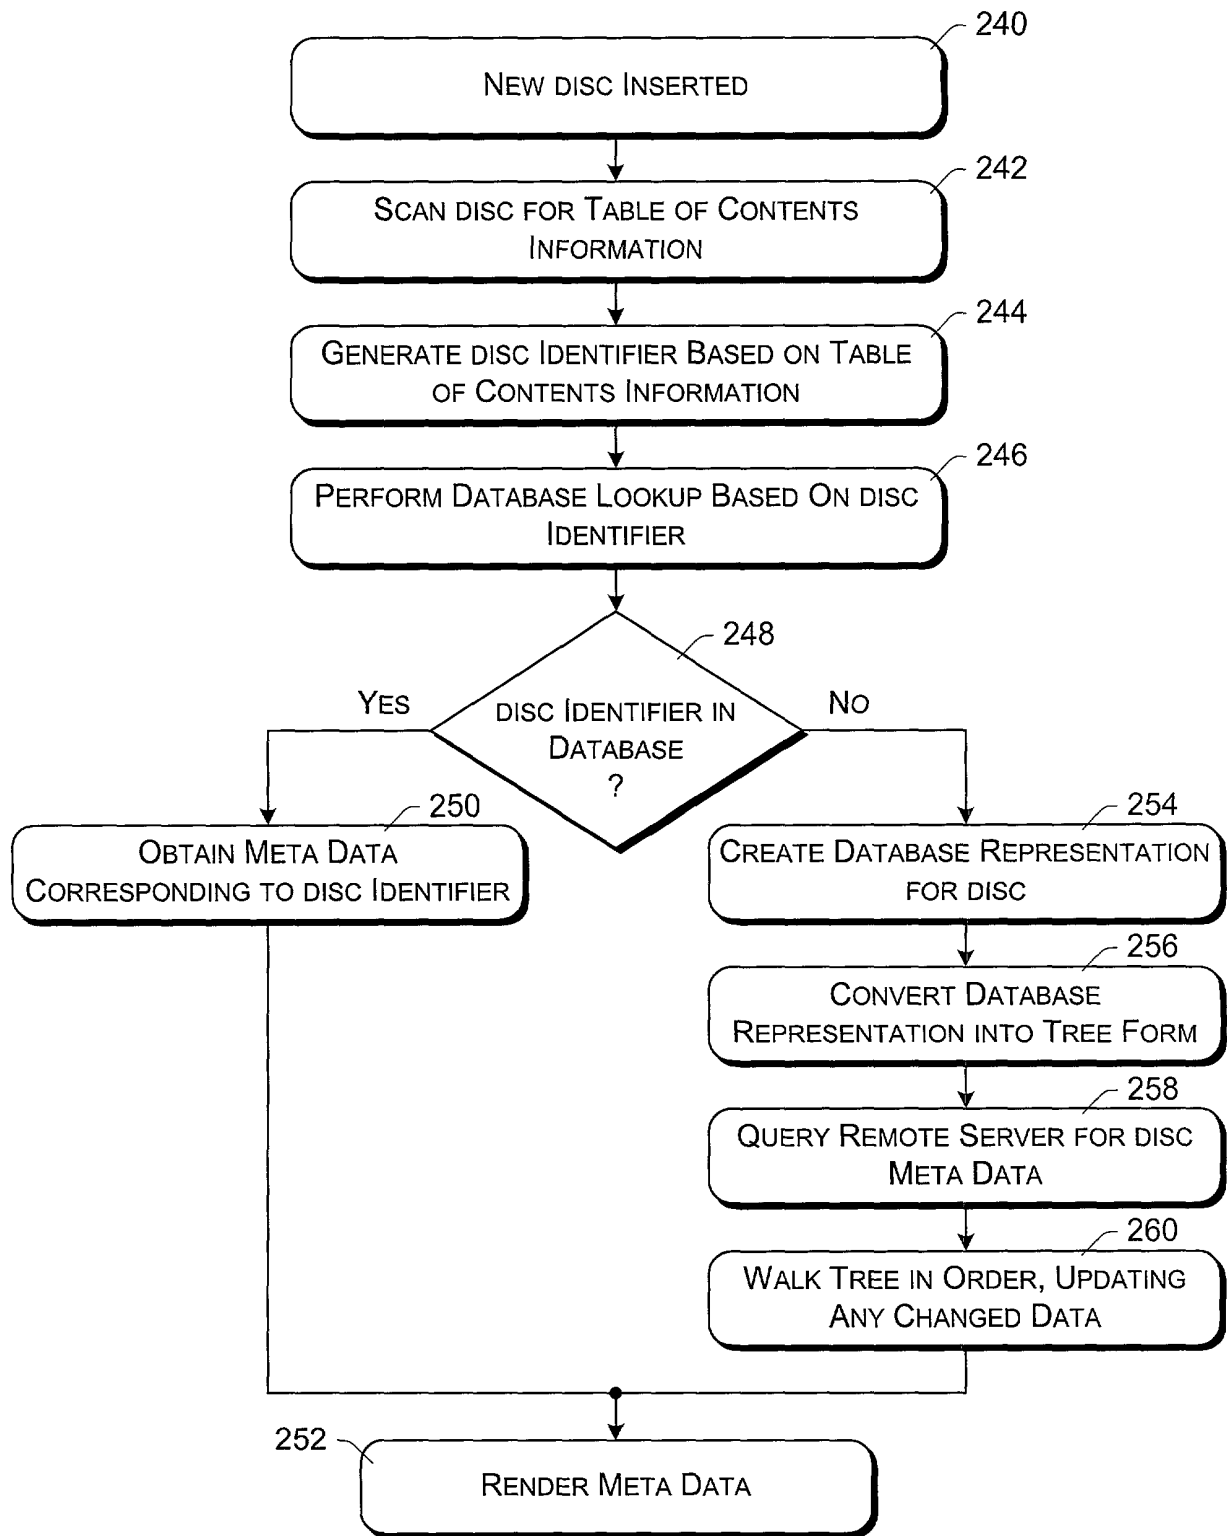 240
NEW DISC INSERTED
242
SCAN DISC FOR TABLE OF CONTENTS
INFORMATION
244
GENERATE DISC IDENTIFIER BASED ON TABLE
OF CONTENTS INFORMATION
246
PERFORM DATABASE LOOKUP BASED ON DISC
IDENTIFIER
248
YES
NO
DISC IDENTIFIER IN
DATABASE
?
250
OBTAIN META DATA
CORRESPONDING TO DISC IDENTIFIER
254
CREATE DATABASE REPRESENTATION
FOR DISC
256
CONVERT DATABASE
REPRESENTATION INTO TREE FORM
258
QUERY REMOTE SERVER FOR DISC
META DATA
260
WALK TREE IN ORDER, UPDATING
ANY CHANGED DATA
252
RENDER META DATA